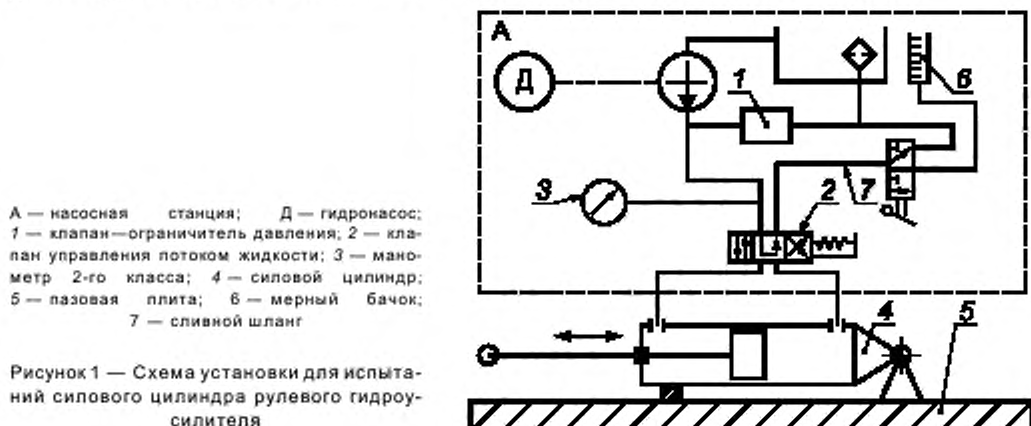 А
Д
1
6
3
2
7
4
5
А — насосная станция; Д — гидронасос;
1 — клапан—ограничитель давления; 2 — кла-
пан управления потоком жидкости; 3 — мано-
метр 2-го класса; 4 — силовой цилиндр;
5 — пазовая плита; 6 — мерный бачок;
7 — сливной шланг
Рисунок 1 — Схема установки для испыта-
ний силового цилиндра рулевого гидроу-
силителя